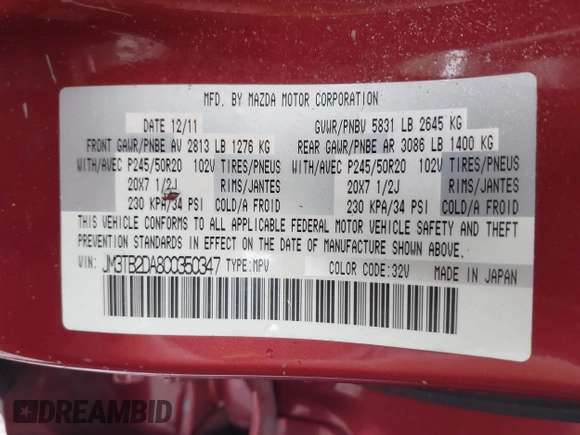 MFD. BY MAZDA MOTOR CORPORATION
DATE 12/11 GVWR/PNBV 5831 LB 2645 KG
FRONT GAWR/PNBE AV 2813 LB 1276 KG REAR GAWR/PNBE AR 3086 LB 1400 KG
WITH/AVEC P245/50R20 102V TIRES/PNEUS WITH/AVEC P245/50R20 102V TIRES/PNEUS
20X7 1/2J RIMS/JANTES 20X7 1/2J RIMS/JANTES
230 KPA/34 PSI COLD/A FROID 230 KPA/34 PSI COLD/A FROID
THIS VEHICLE CONFORMS TO ALL APPLICABLE FEDERAL MOTOR VEHICLE SAFETY AND THEFT
PREVENTION STANDARDS IN EFFECT ON THE DATE OF MANUFACTURE SHOWN ABOVE.
VIN: JM3TB2DA8C0350347 TYPE:MPV COLOR CODE:32V MADE IN JAPAN
DREAMBID